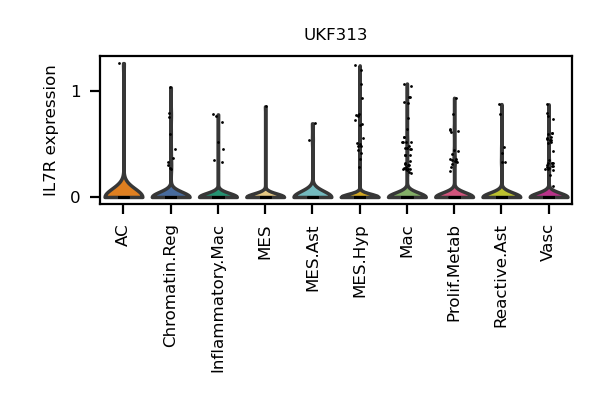 UKF313
IL7R expression
1
0
AC
Chromatin.Reg
Inflammatory.Mac
MES
MES.Ast
MES.Hyp
Mac
Prolif.Metab
Reactive.Ast
Vasc